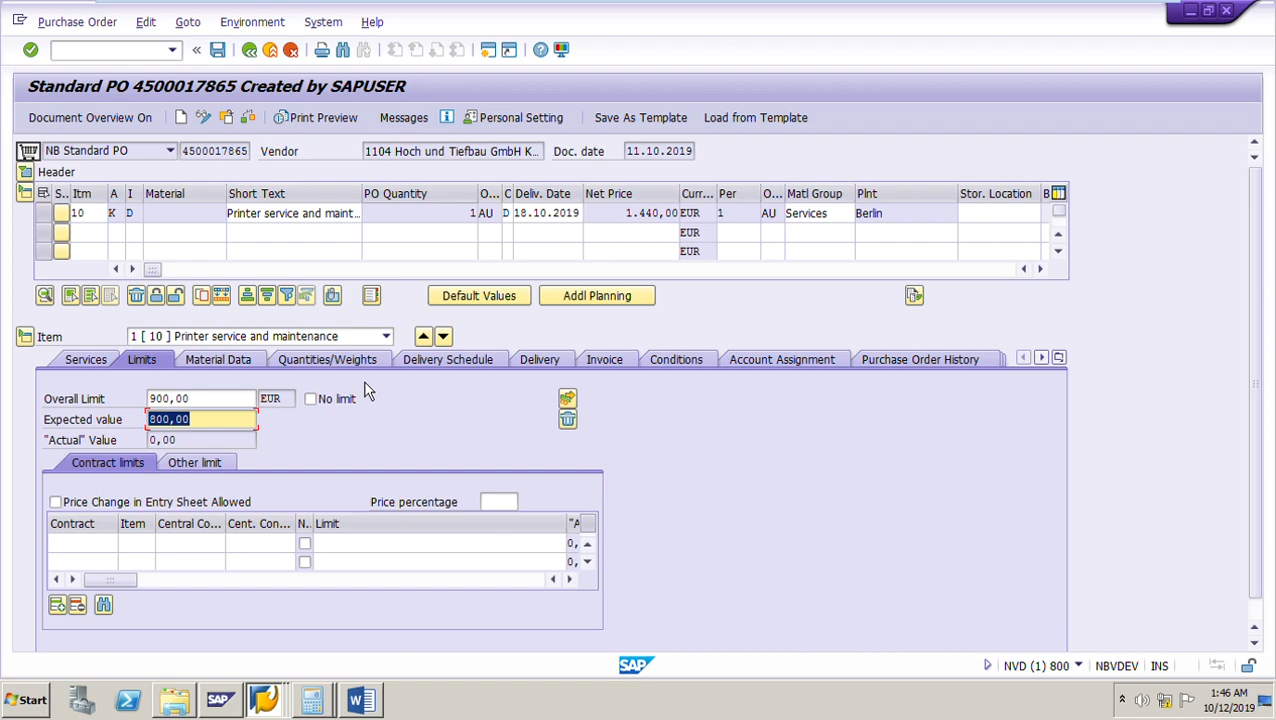 Purchase Order Edit Goto Environment System Help
Standard PO 4500017865 Created by SAPUSER
Document Overview On Print Preview Messages Personal Setting Save As Template Load from Template
NB Standard PO 4500017865 Vendor 1104 Hoch und Tiefbau GmbH K... Doc. date 11.10.2019
Header
S.. Itm A I Material Short Text PO Quantity O... C Deliv. Date Net Price Curr... Per O... Matl Group Plnt Stor. Location B
10 K D Printer service and maint... 1 AU D 18.10.2019 1.440,00 EUR 1 AU Services Berlin
EUR
EUR
Default Values Addl Planning
Item 1 [ 10 ] Printer service and maintenance
Services Limits Material Data Quantities/Weights Delivery Schedule Delivery Invoice Conditions Account Assignment Purchase Order History
Overall Limit 900,00 EUR No limit
Expected value 800,00
"Actual" Value 0,00
Contract limits Other limit
Price Change in Entry Sheet Allowed Price percentage
Contract Item Central Co... Cent. Con... N.. Limit "A
0,
0,
SAP NVD (1) 800 NBVDEV INS
Start SAP 1:46 AM
10/12/2019